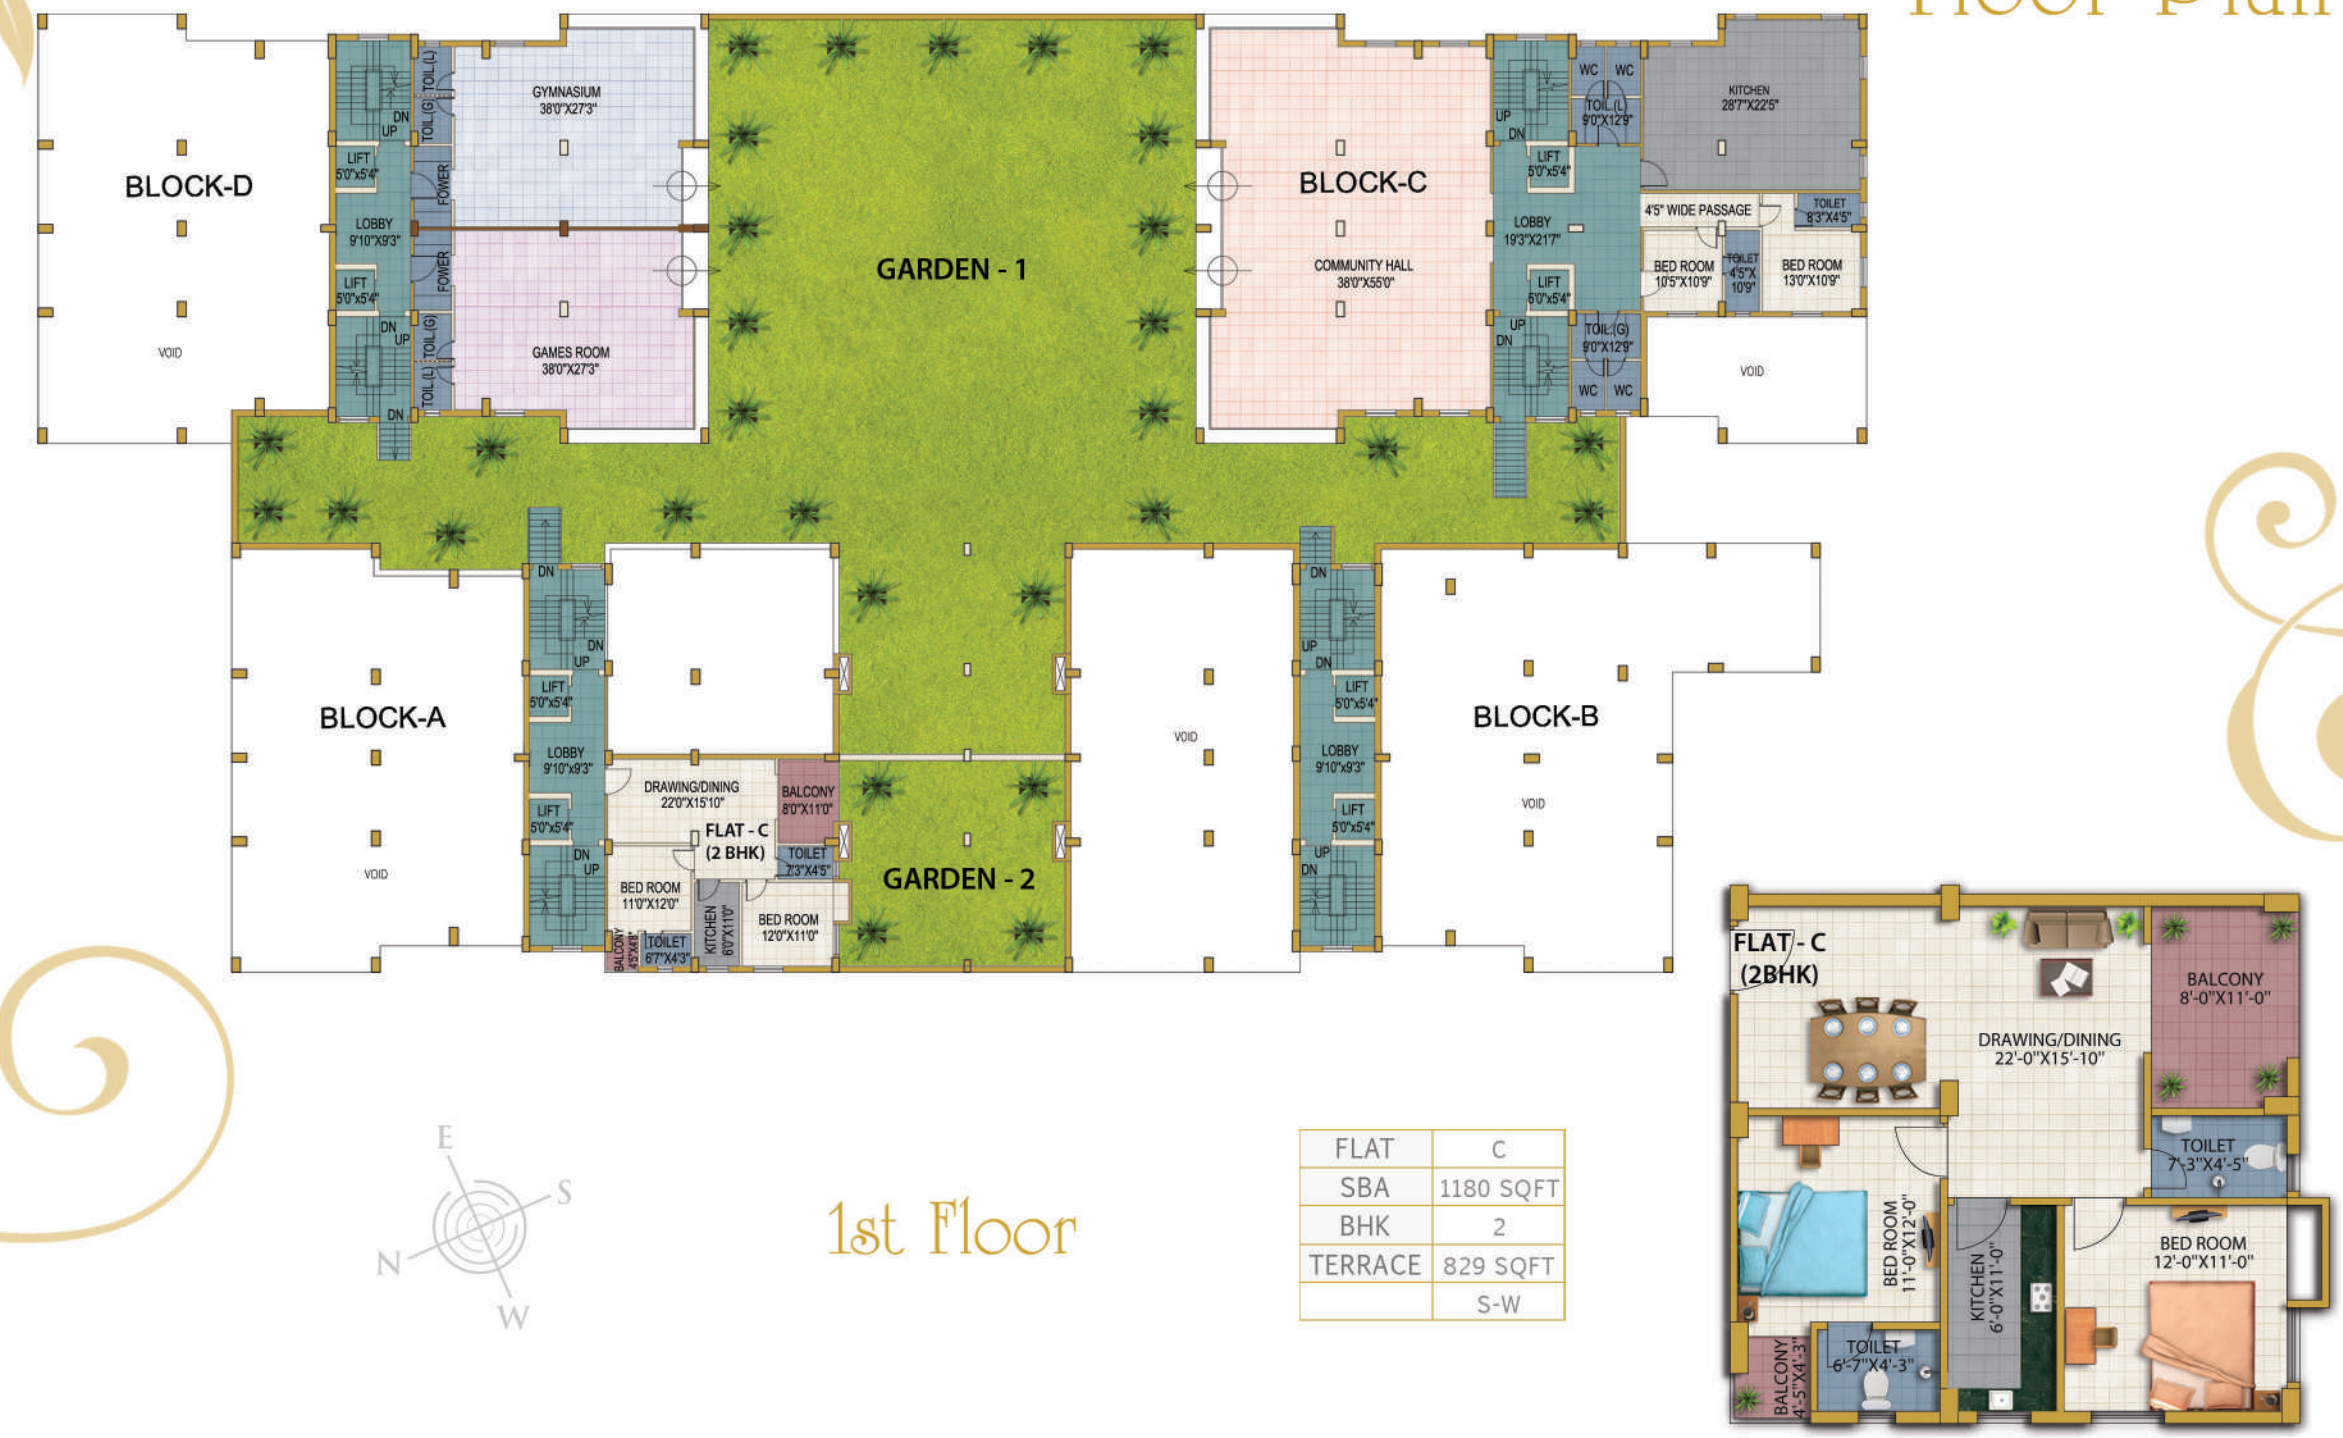 Floor Plan
BLOCK-D
VOID
DN
UP
LIFT
5'0"x5'4"
LOBBY
9'10"X9'3"
LIFT
5'0"x5'4"
DN
UP
DN
TOIL.(L)
TOIL.(G)
FOWER
FOWER
TOIL.(G)
TOIL.(L)
GYMNASIUM
38'0"X27'3"
GAMES ROOM
38'0"X27'3"
GARDEN - 1
BLOCK-C
COMMUNITY HALL
38'0"X55'0"
UP
DN
LIFT
5'0"x5'4"
LOBBY
19'3"X21'7"
LIFT
5'0"x5'4"
UP
DN
WC
WC
TOIL.(L)
9'0"X12'9"
KITCHEN
28'7"X22'5"
4'5" WIDE PASSAGE
TOILET
8'3"X4'5"
BED ROOM
10'5"X10'9"
TOILET
4'5"X
10'9"
BED ROOM
13'0"X10'9"
TOIL.(G)
9'0"X12'9"
WC
WC
VOID
BLOCK-A
VOID
DN
DN
UP
LIFT
5'0"x5'4"
LOBBY
9'10"x9'3"
LIFT
5'0"x5'4"
DN
UP
DRAWING/DINING
22'0"X15'10"
BALCONY
8'0"X11'0"
FLAT - C
(2 BHK)
TOILET
7'3"X4'5"
BED ROOM
11'0"X12'0"
KITCHEN
6'0"X11'0"
BED ROOM
12'0"X11'0"
BALCONY
TOILET
6'7"X4'3"
GARDEN - 2
VOID
DN
UP
DN
LIFT
5'0"x5'4"
LOBBY
9'10"x9'3"
LIFT
5'0"x5'4"
UP
DN
BLOCK-B
VOID
E
S
N
W
1st Floor
FLAT C
SBA 1180 SQFT
BHK 2
TERRACE 829 SQFT
S-W
FLAT - C
(2BHK)
BALCONY
8'-0"X11'-0"
DRAWING/DINING
22'-0"X15'-10"
TOILET
7'-3"X4'-5"
BED ROOM
11'-0"X12'-0"
KITCHEN
6'-0"X11'-0"
BED ROOM
12'-0"X11'-0"
BALCONY
4'-5"X4'-3"
TOILET
6'-7"X4'-3"